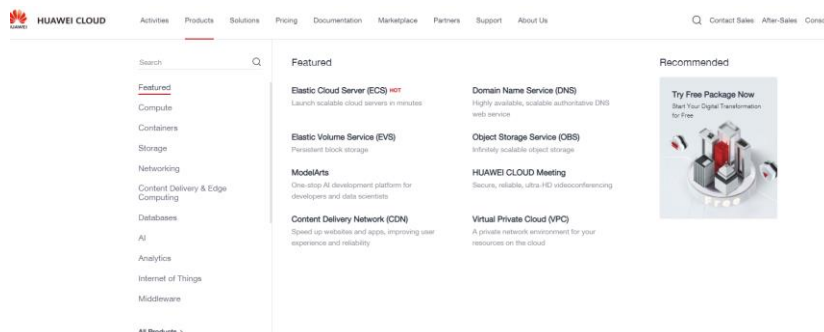 HUAWEI
HUAWEI CLOUD
Activities
Products
Solutions
Pricing
Documentation
Marketplace
Partners
Support
About Us
Contact Sales
After-Sales
Search
Featured
Compute
Containers
Storage
Networking
Content Delivery & Edge
Computing
Databases
AI
Analytics
Internet of Things
Middleware
All Products >
Featured
Elastic Cloud Server (ECS) HOT
Launch scalable cloud servers in minutes
Elastic Volume Service (EVS)
Persistent block storage
ModelArts
One-stop AI development platform for
developers and data scientists
Content Delivery Network (CDN)
Speed up websites and apps, improving user
experience and reliability
Domain Name Service (DNS)
Highly available, scalable authoritative DNS
web service
Object Storage Service (OBS)
Infinitely scalable object storage
HUAWEI CLOUD Meeting
Secure, reliable, ultra-HD videoconferencing
Virtual Private Cloud (VPC)
A private network environment for your
resources on the cloud
Recommended
Try Free Package Now
Start Your Digital Transformation
for Free
Free